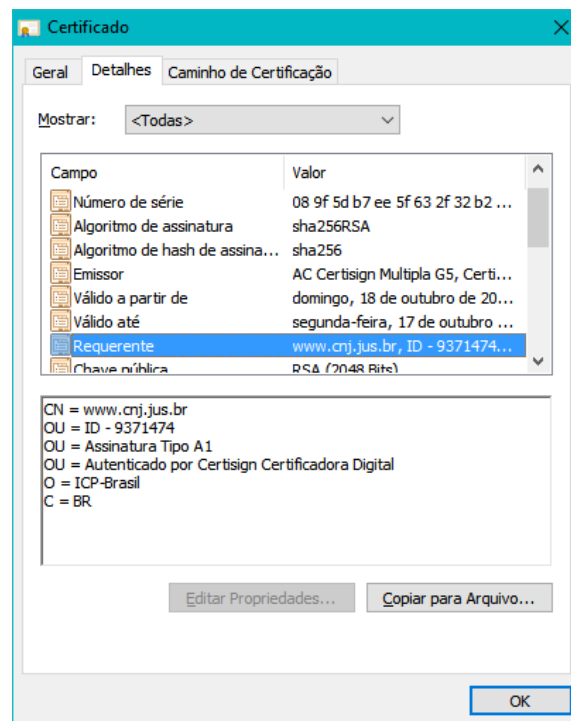 Certificado
Geral Detalhes Caminho de Certificação
Mostrar: <Todas>
Campo Valor
Número de série 08 9f 5d b7 ee 5f 63 2f 32 b2 ...
Algoritmo de assinatura sha256RSA
Algoritmo de hash de assina... sha256
Emissor AC Certisign Multipla G5, Certi...
Válido a partir de domingo, 18 de outubro de 20...
Válido até segunda-feira, 17 de outubro ...
Requerente www.cnj.jus.br, ID - 9371474...
Chave pública RSA (2048 Bits)
CN = www.cnj.jus.br
OU = ID - 9371474
OU = Assinatura Tipo A1
OU = Autenticado por Certisign Certificadora Digital
O = ICP-Brasil
C = BR
Editar Propriedades... Copiar para Arquivo...
OK